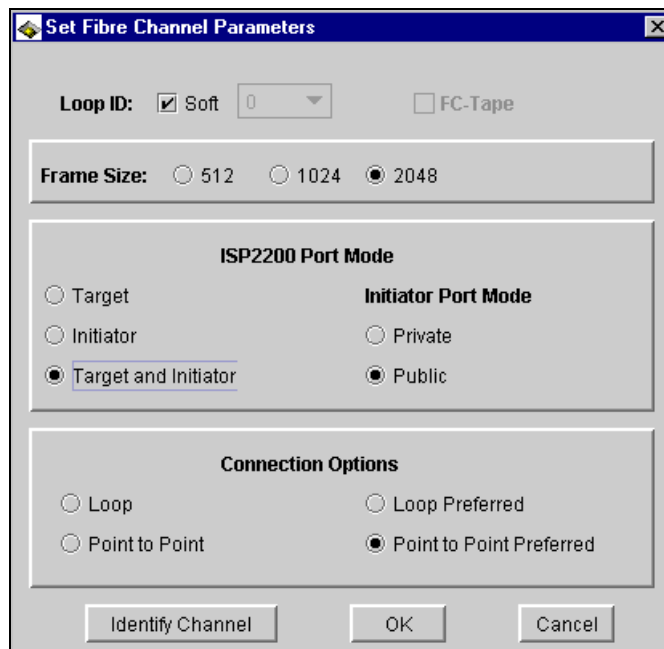 Set Fibre Channel Parameters
Loop ID: Soft 0 FC-Tape
Frame Size: 512 1024 2048
ISP2200 Port Mode
Target Initiator Port Mode
Initiator Private
Target and Initiator Public
Connection Options
Loop Loop Preferred
Point to Point Point to Point Preferred
Identify Channel OK Cancel